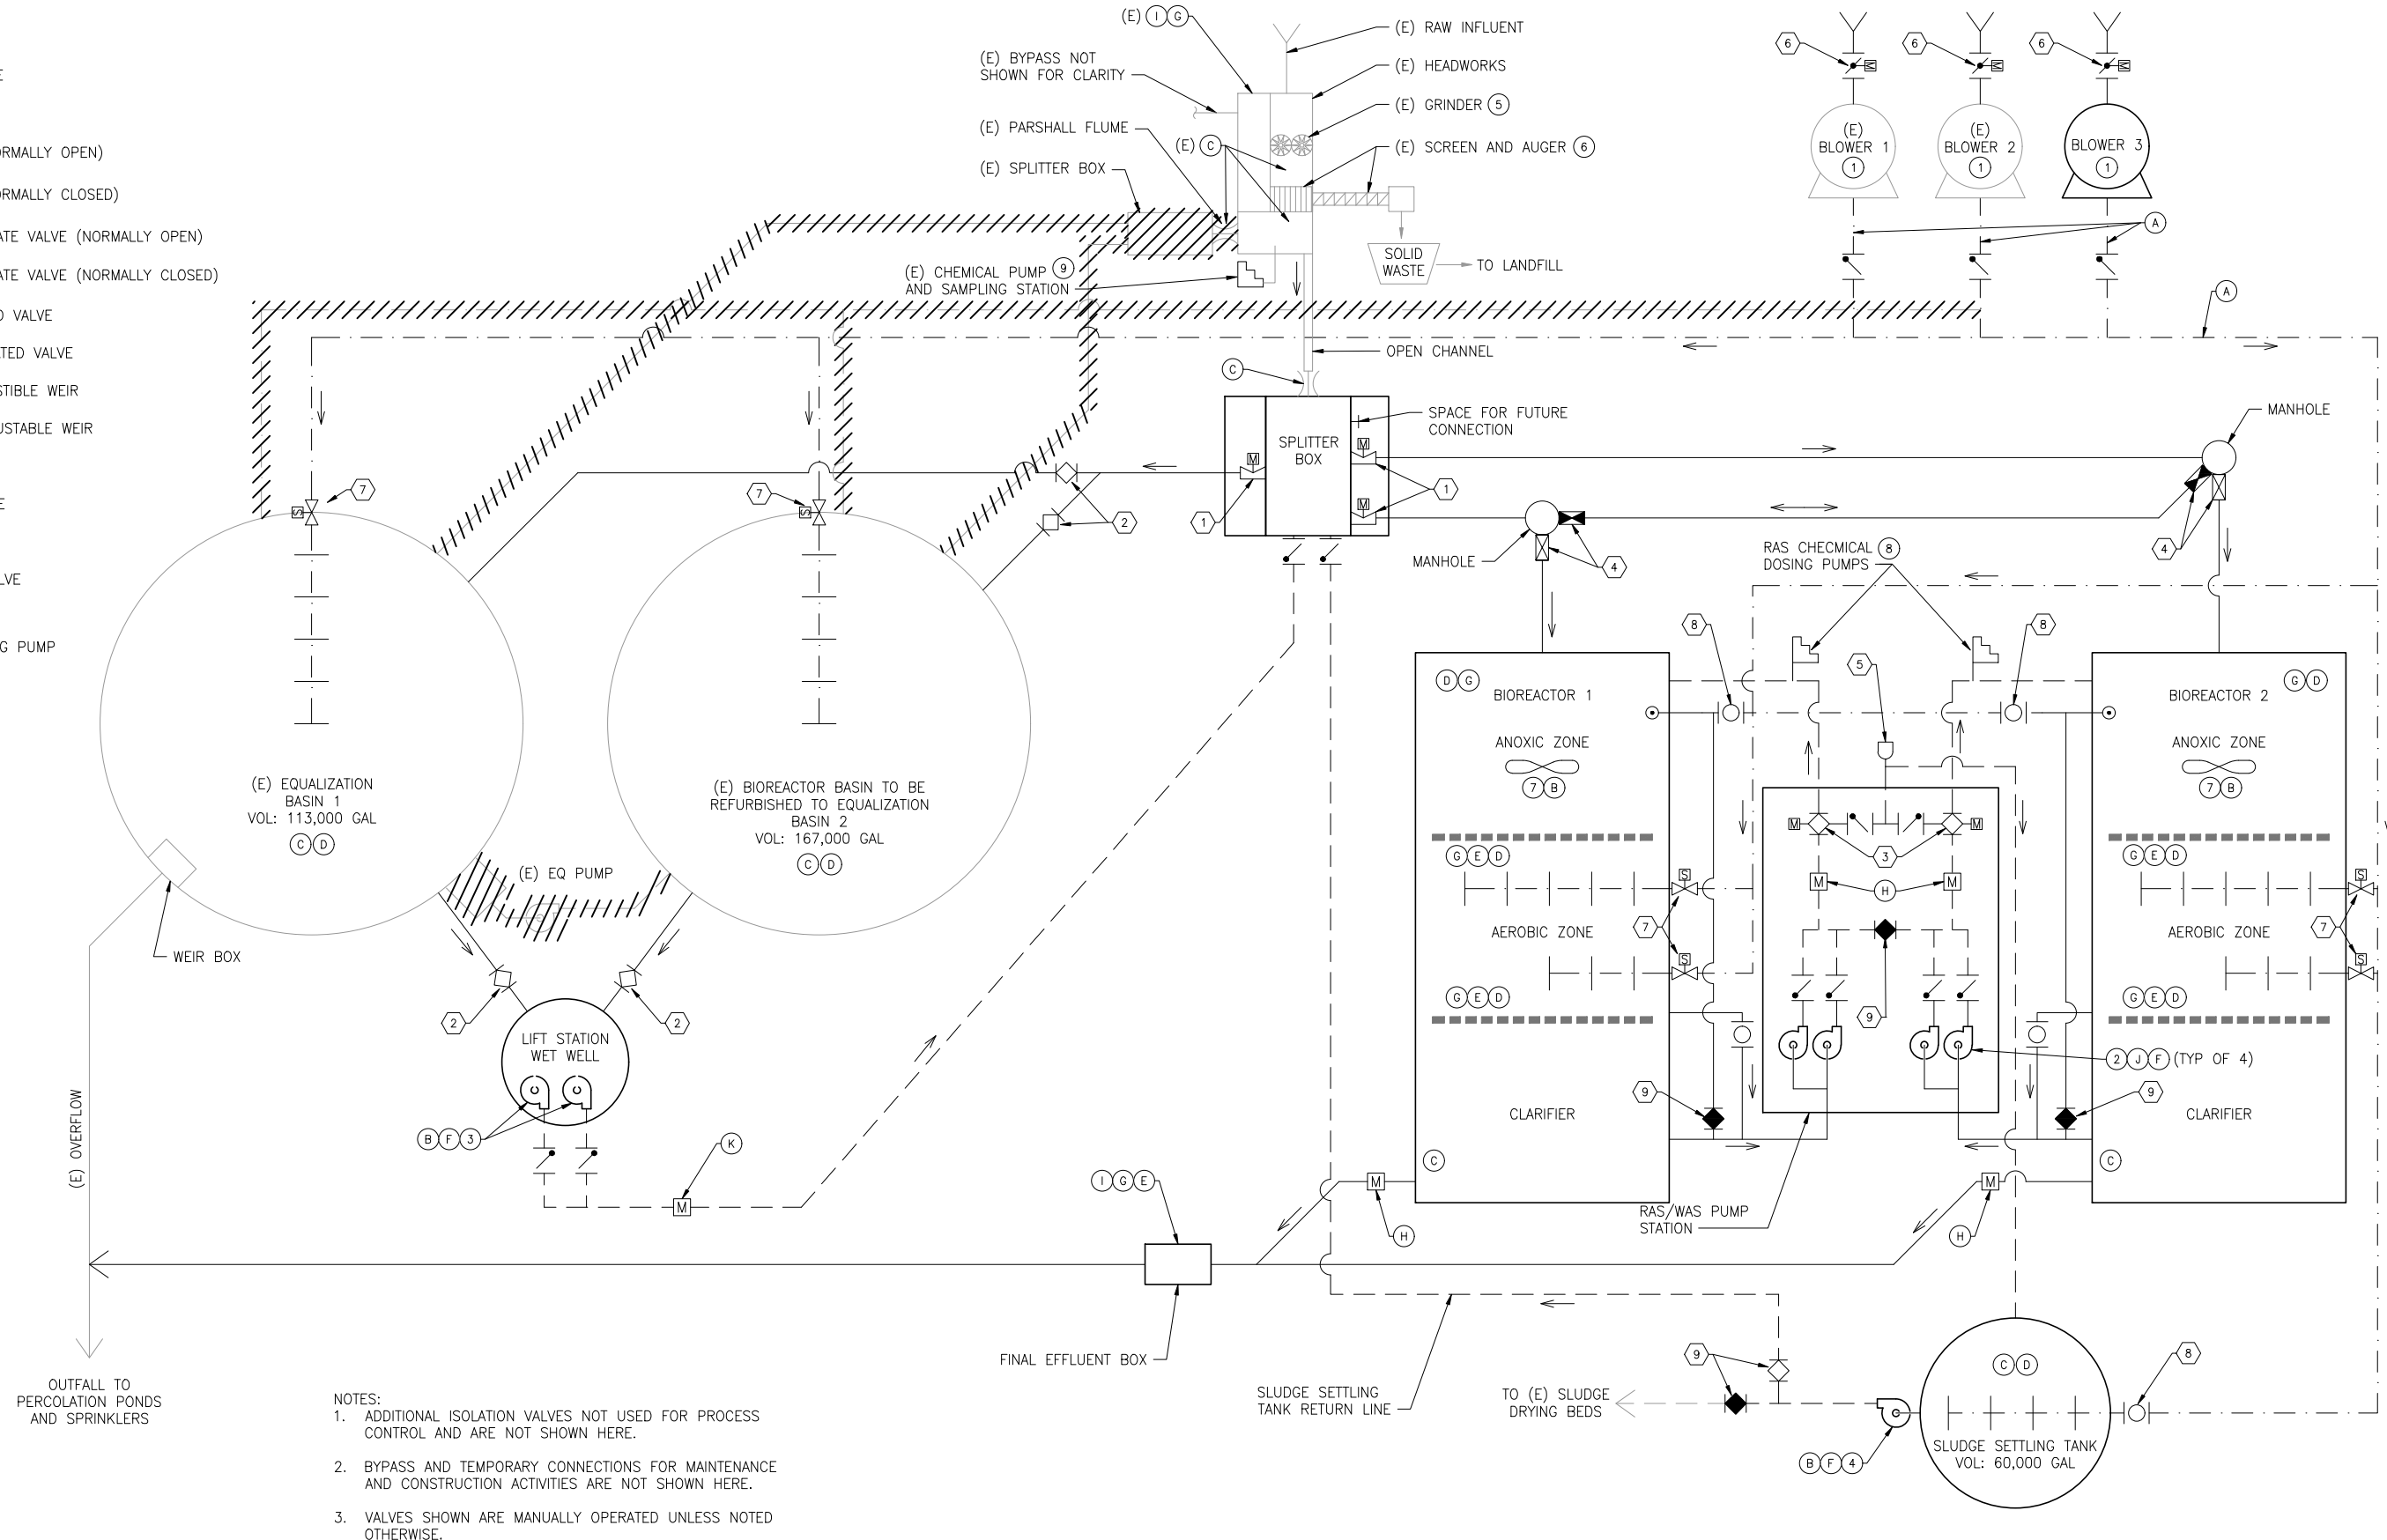 E
ORMALLY OPEN)
ORMALLY CLOSED)
ATE VALVE (NORMALLY OPEN)
ATE VALVE (NORMALLY CLOSED)
D VALVE
TED VALVE
STIBLE WEIR
USTABLE WEIR
E
LVE
G PUMP
(E) I G
(E) BYPASS NOT
SHOWN FOR CLARITY
(E) PARSHALL FLUME
(E) SPLITTER BOX
(E) C
(E) RAW INFLUENT
(E) HEADWORKS
(E) GRINDER 5
(E) SCREEN AND AUGER 6
SOLID
WASTE
TO LANDFILL
(E) CHEMICAL PUMP 9
AND SAMPLING STATION
OPEN CHANNEL
6
M
6
M
6
M
(E)
BLOWER 1
1
(E)
BLOWER 2
1
BLOWER 3
1
A
A
C
SPLITTER
BOX
SPACE FOR FUTURE
CONNECTION
M
M
M
1
1
2
MANHOLE
MANHOLE
4
4
7
S
7
S
(E) EQUALIZATION
BASIN 1
VOL: 113,000 GAL
C D
(E) BIOREACTOR BASIN TO BE
REFURBISHED TO EQUALIZATION
BASIN 2
VOL: 167,000 GAL
C D
(E) EQ PUMP
WEIR BOX
2
2
LIFT STATION
WET WELL
B F 3
K
M
(E) OVERFLOW
OUTFALL TO
PERCOLATION PONDS
AND SPRINKLERS
RAS CHECMICAL 8
DOSING PUMPS
8
8
5
D G
BIOREACTOR 1
ANOXIC ZONE
7 B
G E D
AEROBIC ZONE
G E D
CLARIFIER
C
S
S
7
M
M
3
M
M
H
9
2 J F (TYP OF 4)
9
9
G D
BIOREACTOR 2
ANOXIC ZONE
7 B
G E D
AEROBIC ZONE
G E D
CLARIFIER
C
S
S
7
RAS/WAS PUMP
STATION
M
H
M
H
I G E
FINAL EFFLUENT BOX
SLUDGE SETTLING
TANK RETURN LINE
9
TO (E) SLUDGE
DRYING BEDS
B F 4
C D
SLUDGE SETTLING TANK
VOL: 60,000 GAL
8
NOTES:
1. ADDITIONAL ISOLATION VALVES NOT USED FOR PROCESS
CONTROL AND ARE NOT SHOWN HERE.
2. BYPASS AND TEMPORARY CONNECTIONS FOR MAINTENANCE
AND CONSTRUCTION ACTIVITIES ARE NOT SHOWN HERE.
3. VALVES SHOWN ARE MANUALLY OPERATED UNLESS NOTED
OTHERWISE.